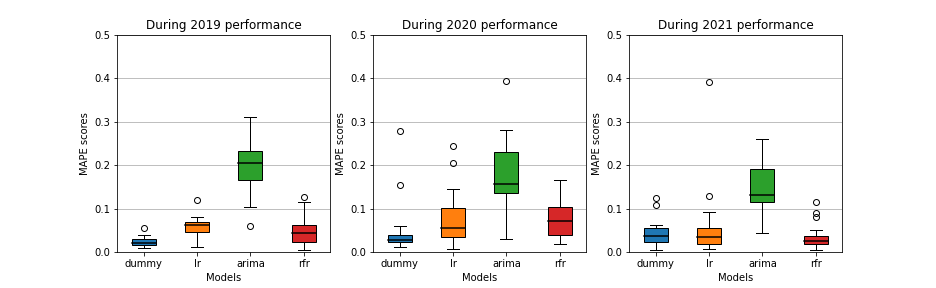 During 2019 performance
0.5
0.4
0.3
0.2
0.1
0.0
MAPE scores
dummy lr arima rfr
Models
During 2020 performance
0.5
0.4
0.3
0.2
0.1
0.0
MAPE scores
dummy lr arima rfr
Models
During 2021 performance
0.5
0.4
0.3
0.2
0.1
0.0
MAPE scores
dummy lr arima rfr
Models